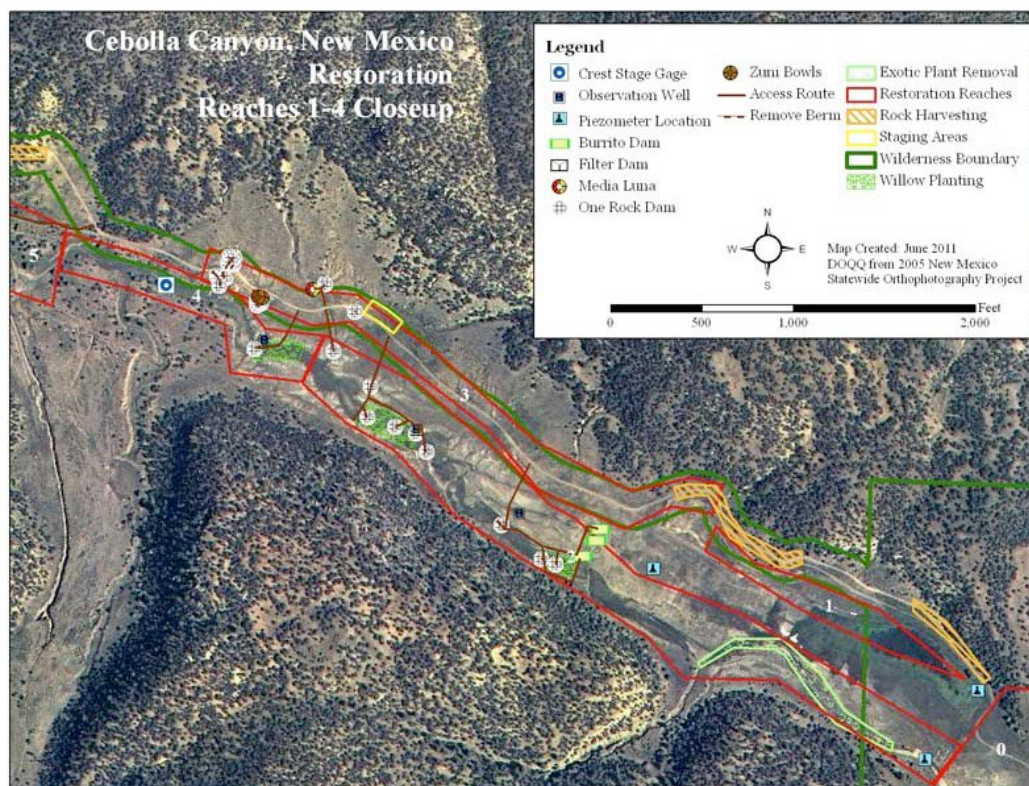 Cebolla Canyon, New Mexico
Restoration
Reaches 1-4 Closeup
Legend
Crest Stage Gage
Observation Well
Piezometer Location
Burrito Dam
Filter Dam
Media Luna
One Rock Dam
Zuni Bowls
Access Route
Remove Berm
Exotic Plant Removal
Restoration Reaches
Rock Harvesting
Staging Areas
Wilderness Boundary
Willow Planting
N
W E
S
Map Created: June 2011
DOQQ from 2005 New Mexico
Statewide Orthophotography Project
Feet
0 500 1,000 2,000
5
4
3
2
1
0